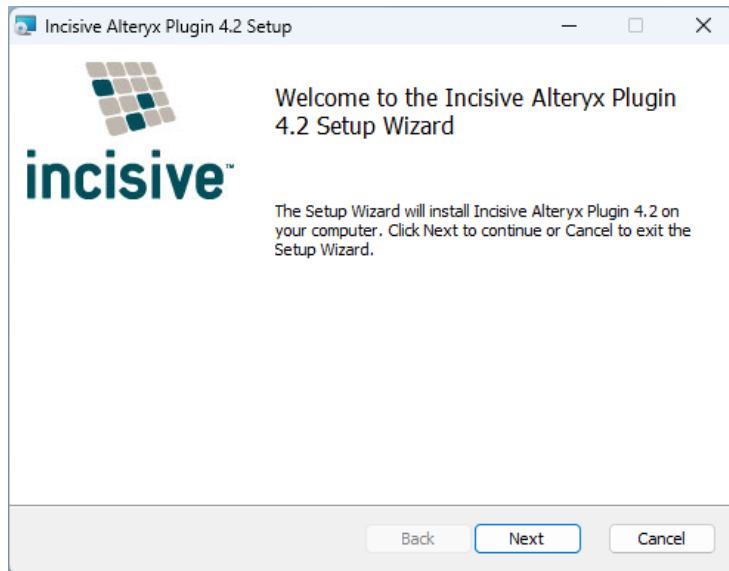 Incisive Alteryx Plugin 4.2 Setup
incisive™
Welcome to the Incisive Alteryx Plugin
4.2 Setup Wizard
The Setup Wizard will install Incisive Alteryx Plugin 4.2 on
your computer. Click Next to continue or Cancel to exit the
Setup Wizard.
Back Next Cancel